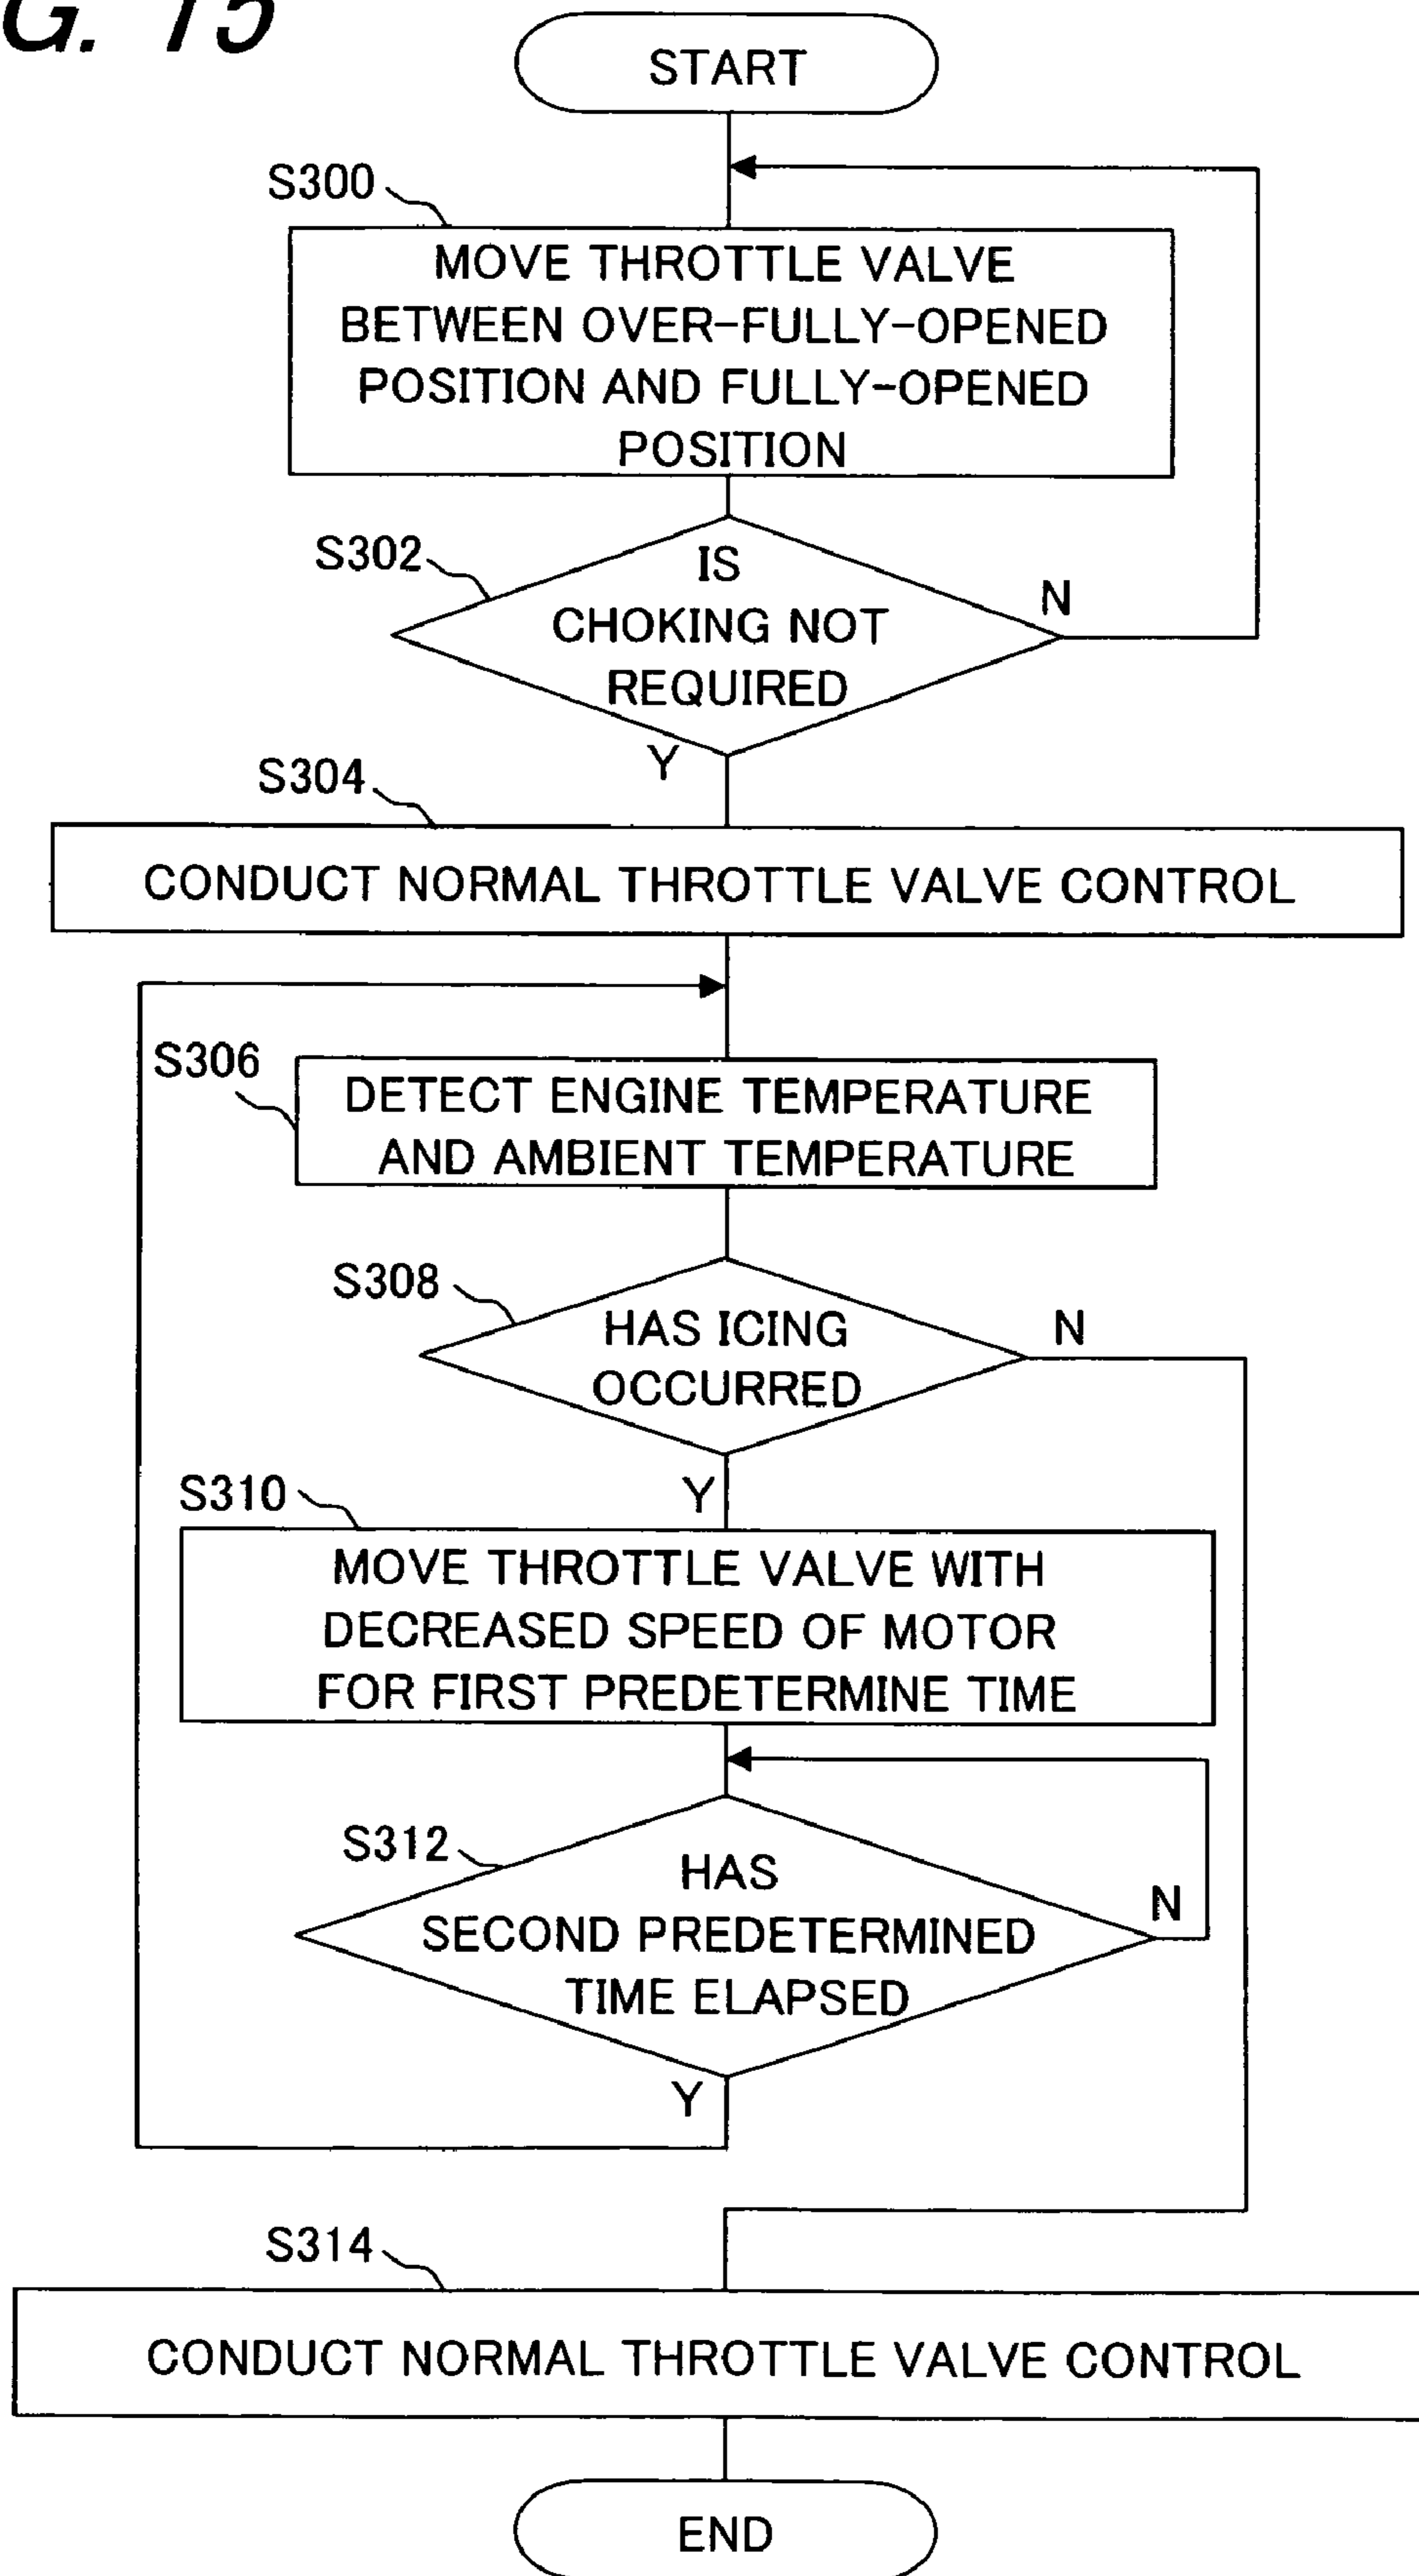 G. 15
START
S300
MOVE THROTTLE VALVE
BETWEEN OVER-FULLY-OPENED
POSITION AND FULLY-OPENED
POSITION
S302
IS
CHOKING NOT
REQUIRED
N
Y
S304
CONDUCT NORMAL THROTTLE VALVE CONTROL
S306
DETECT ENGINE TEMPERATURE
AND AMBIENT TEMPERATURE
S308
HAS ICING
OCCURRED
N
Y
S310
MOVE THROTTLE VALVE WITH
DECREASED SPEED OF MOTOR
FOR FIRST PREDETERMINE TIME
S312
HAS
SECOND PREDETERMINED
TIME ELAPSED
N
Y
S314
CONDUCT NORMAL THROTTLE VALVE CONTROL
END